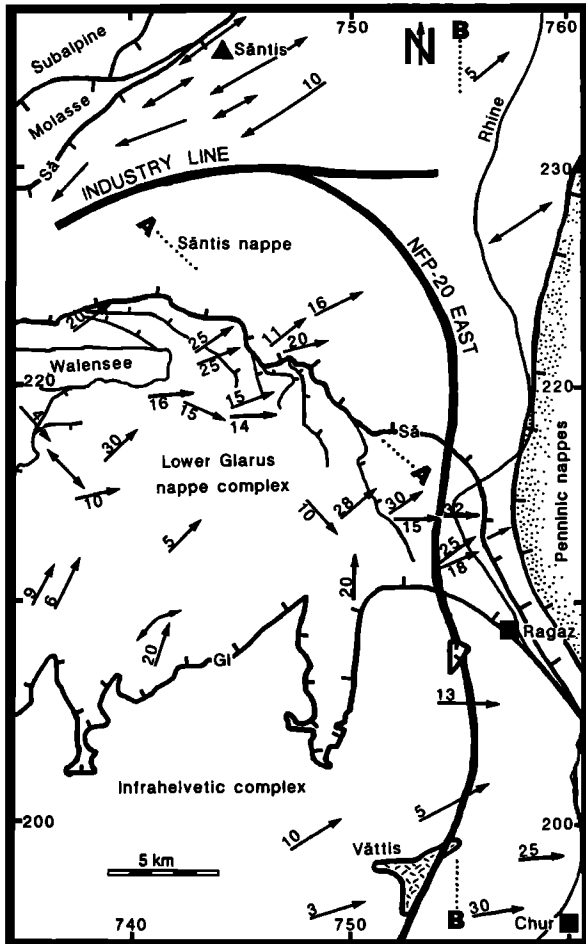 750
760
B
N
Subalpine
Säntis
Molasse
10
5
Rhine
Sä
INDUSTRY LINE
230
A
Säntis nappe
NFP-20 EAST
20
25
11
16
20
25
Walensee
220
220
16
15
15
14
Sä
4
30
A
Penninic nappes
Lower Glarus
nappe complex
10
10
28
30
15
32
5
25
18
9
6
20
20
Ragaz
Gl
13
Infrahelvetic complex
200
5
200
10
Vättis
25
5 km
3
30
B
Chur
740
750